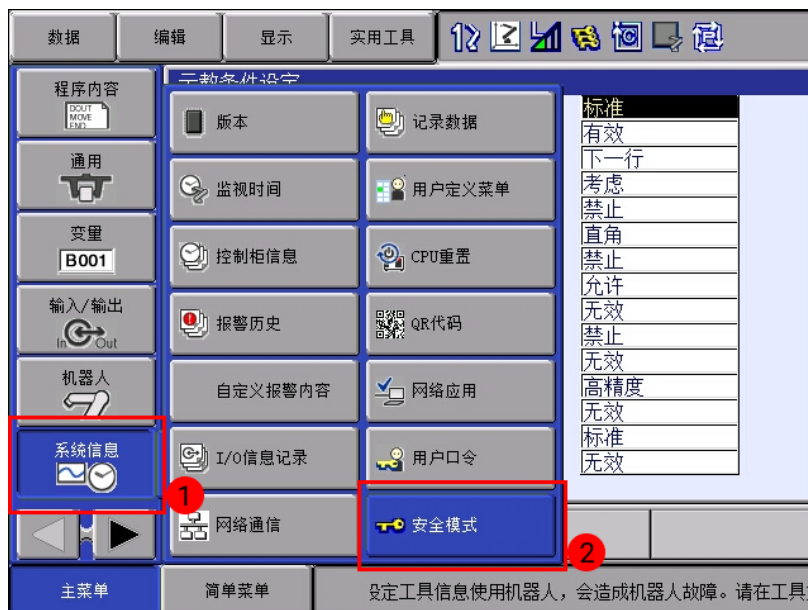 数据
编辑
显示
实用工具
程序内容
DOUT
MOVE
END
通用
变量
B001
输入/输出
In Out
机器人
系统信息
1
示教条件设定
版本
记录数据
监视时间
用户定义菜单
控制柜信息
CPU重置
报警历史
QR代码
自定义报警内容
网络应用
I/O信息记录
用户口令
网络通信
安全模式
2
标准
有效
下一行
考虑
禁止
直角
禁止
允许
无效
禁止
无效
高精度
无效
标准
无效
主菜单
简单菜单
设定工具信息使用机器人，会造成机器人故障。请在工具